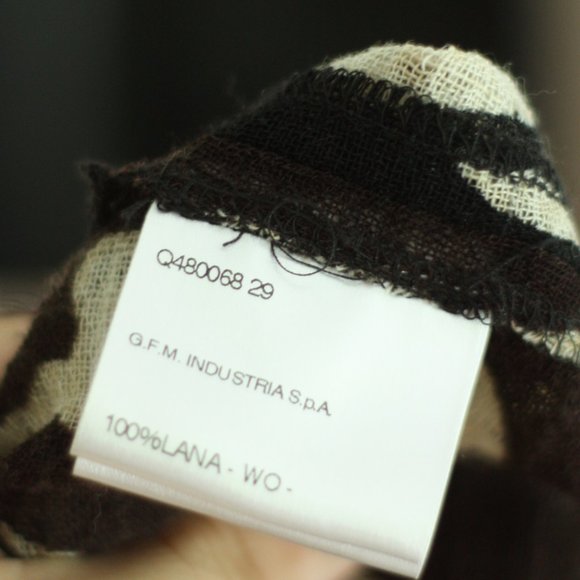 Q480068 29
G.F.M. INDUSTRIA S.p.A.
100%LANA - WO -